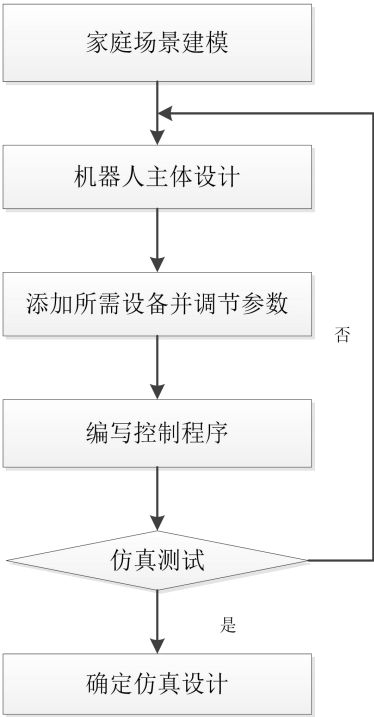 家庭场景建模
机器人主体设计
添加所需设备并调节参数
否
编写控制程序
仿真测试
是
确定仿真设计